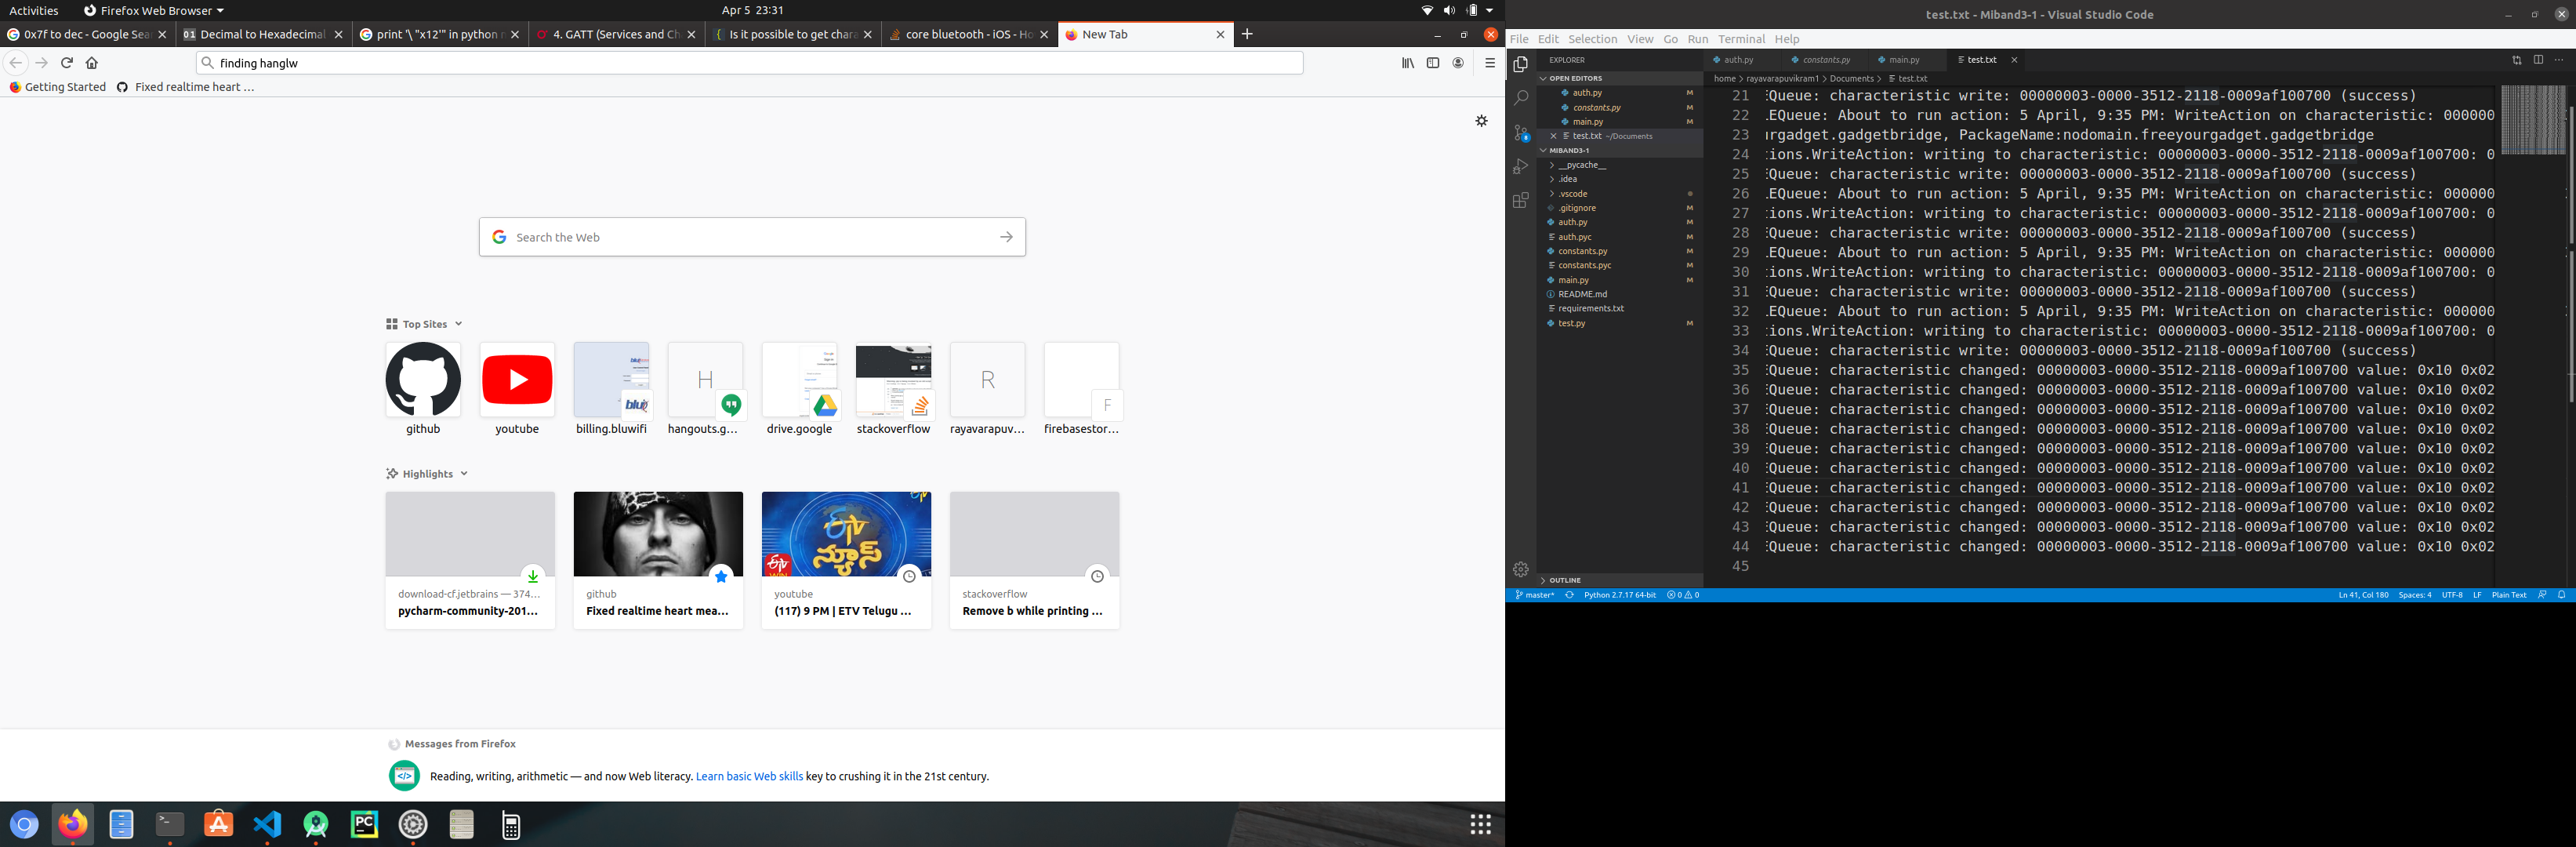 Activities
Firefox Web Browser
Apr 5 23:31
0x7f to dec - Google Sear
Decimal to Hexadecimal
print '\ "x12"' in python r
4. GATT (Services and Ch
Is it possible to get chara
core bluetooth - iOS - Ho
New Tab
finding hanglw
Getting Started
Fixed realtime heart …
Search the Web
Top Sites
H
R
F
github
youtube
billing.bluwifi
hangouts.g…
drive.google
stackoverflow
rayavarapuv…
firebasestor…
Highlights
download-cf.jetbrains — 374…
pycharm-community-201…
github
Fixed realtime heart mea…
youtube
(117) 9 PM | ETV Telugu …
stackoverflow
Remove b while printing …
Messages from Firefox
Reading, writing, arithmetic — and now Web literacy. Learn basic Web skills key to crushing it in the 21st century.
test.txt - Miband3-1 - Visual Studio Code
File Edit Selection View Go Run Terminal Help
EXPLORER
OPEN EDITORS
auth.py M
constants.py M
main.py M
test.txt ~/Documents
MIBAND3-1
__pycache__
.idea
.vscode
.gitignore M
auth.py M
auth.pyc M
constants.py M
constants.pyc M
main.py M
README.md
requirements.txt
test.py M
OUTLINE
auth.py
constants.py
main.py
test.txt
home > rayavarapuvikram1 > Documents > test.txt
21 EQueue: characteristic write: 00000003-0000-3512-2118-0009af100700 (success)
22 LEQueue: About to run action: 5 April, 9:35 PM: WriteAction on characteristic: 000000
23 urgadget.gadgetbridge, PackageName:nodomain.freeyourgadget.gadgetbridge
24 tions.WriteAction: writing to characteristic: 00000003-0000-3512-2118-0009af100700: 0
25 EQueue: characteristic write: 00000003-0000-3512-2118-0009af100700 (success)
26 LEQueue: About to run action: 5 April, 9:35 PM: WriteAction on characteristic: 000000
27 tions.WriteAction: writing to characteristic: 00000003-0000-3512-2118-0009af100700: 0
28 EQueue: characteristic write: 00000003-0000-3512-2118-0009af100700 (success)
29 LEQueue: About to run action: 5 April, 9:35 PM: WriteAction on characteristic: 000000
30 tions.WriteAction: writing to characteristic: 00000003-0000-3512-2118-0009af100700: 0
31 EQueue: characteristic write: 00000003-0000-3512-2118-0009af100700 (success)
32 LEQueue: About to run action: 5 April, 9:35 PM: WriteAction on characteristic: 000000
33 tions.WriteAction: writing to characteristic: 00000003-0000-3512-2118-0009af100700: 0
34 EQueue: characteristic write: 00000003-0000-3512-2118-0009af100700 (success)
35 EQueue: characteristic changed: 00000003-0000-3512-2118-0009af100700 value: 0x10 0x02
36 EQueue: characteristic changed: 00000003-0000-3512-2118-0009af100700 value: 0x10 0x02
37 EQueue: characteristic changed: 00000003-0000-3512-2118-0009af100700 value: 0x10 0x02
38 EQueue: characteristic changed: 00000003-0000-3512-2118-0009af100700 value: 0x10 0x02
39 EQueue: characteristic changed: 00000003-0000-3512-2118-0009af100700 value: 0x10 0x02
40 EQueue: characteristic changed: 00000003-0000-3512-2118-0009af100700 value: 0x10 0x02
41 EQueue: characteristic changed: 00000003-0000-3512-2118-0009af100700 value: 0x10 0x02
42 EQueue: characteristic changed: 00000003-0000-3512-2118-0009af100700 value: 0x10 0x02
43 EQueue: characteristic changed: 00000003-0000-3512-2118-0009af100700 value: 0x10 0x02
44 EQueue: characteristic changed: 00000003-0000-3512-2118-0009af100700 value: 0x10 0x02
45
master* Python 2.7.17 64-bit 0 0
Ln 41, Col 180 Spaces: 4 UTF-8 LF Plain Text